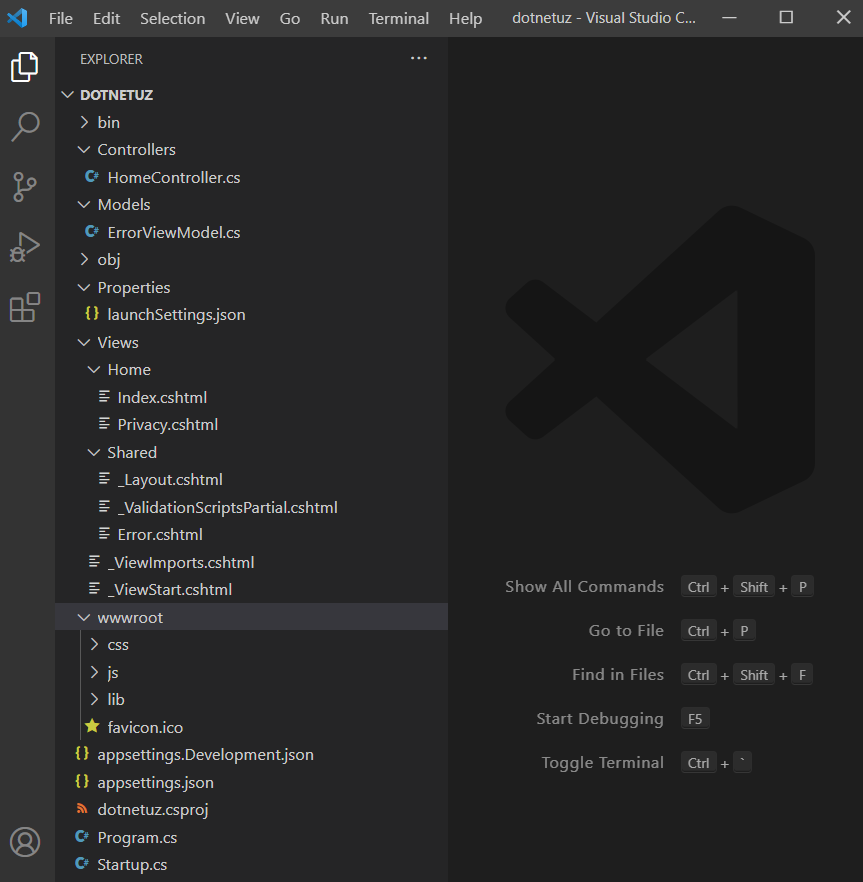 File Edit Selection View Go Run Terminal Help dotnetuz - Visual Studio C...
EXPLORER ...
DOTNETUZ
bin
Controllers
C# HomeController.cs
Models
C# ErrorViewModel.cs
obj
Properties
{} launchSettings.json
Views
Home
Index.cshtml
Privacy.cshtml
Shared
_Layout.cshtml
_ValidationScriptsPartial.cshtml
Error.cshtml
_ViewImports.cshtml
_ViewStart.cshtml
wwwroot
css
js
lib
favicon.ico
{} appsettings.Development.json
{} appsettings.json
dotnetuz.csproj
C# Program.cs
C# Startup.cs
Show All Commands Ctrl + Shift + P
Go to File Ctrl + P
Find in Files Ctrl + Shift + F
Start Debugging F5
Toggle Terminal Ctrl + `